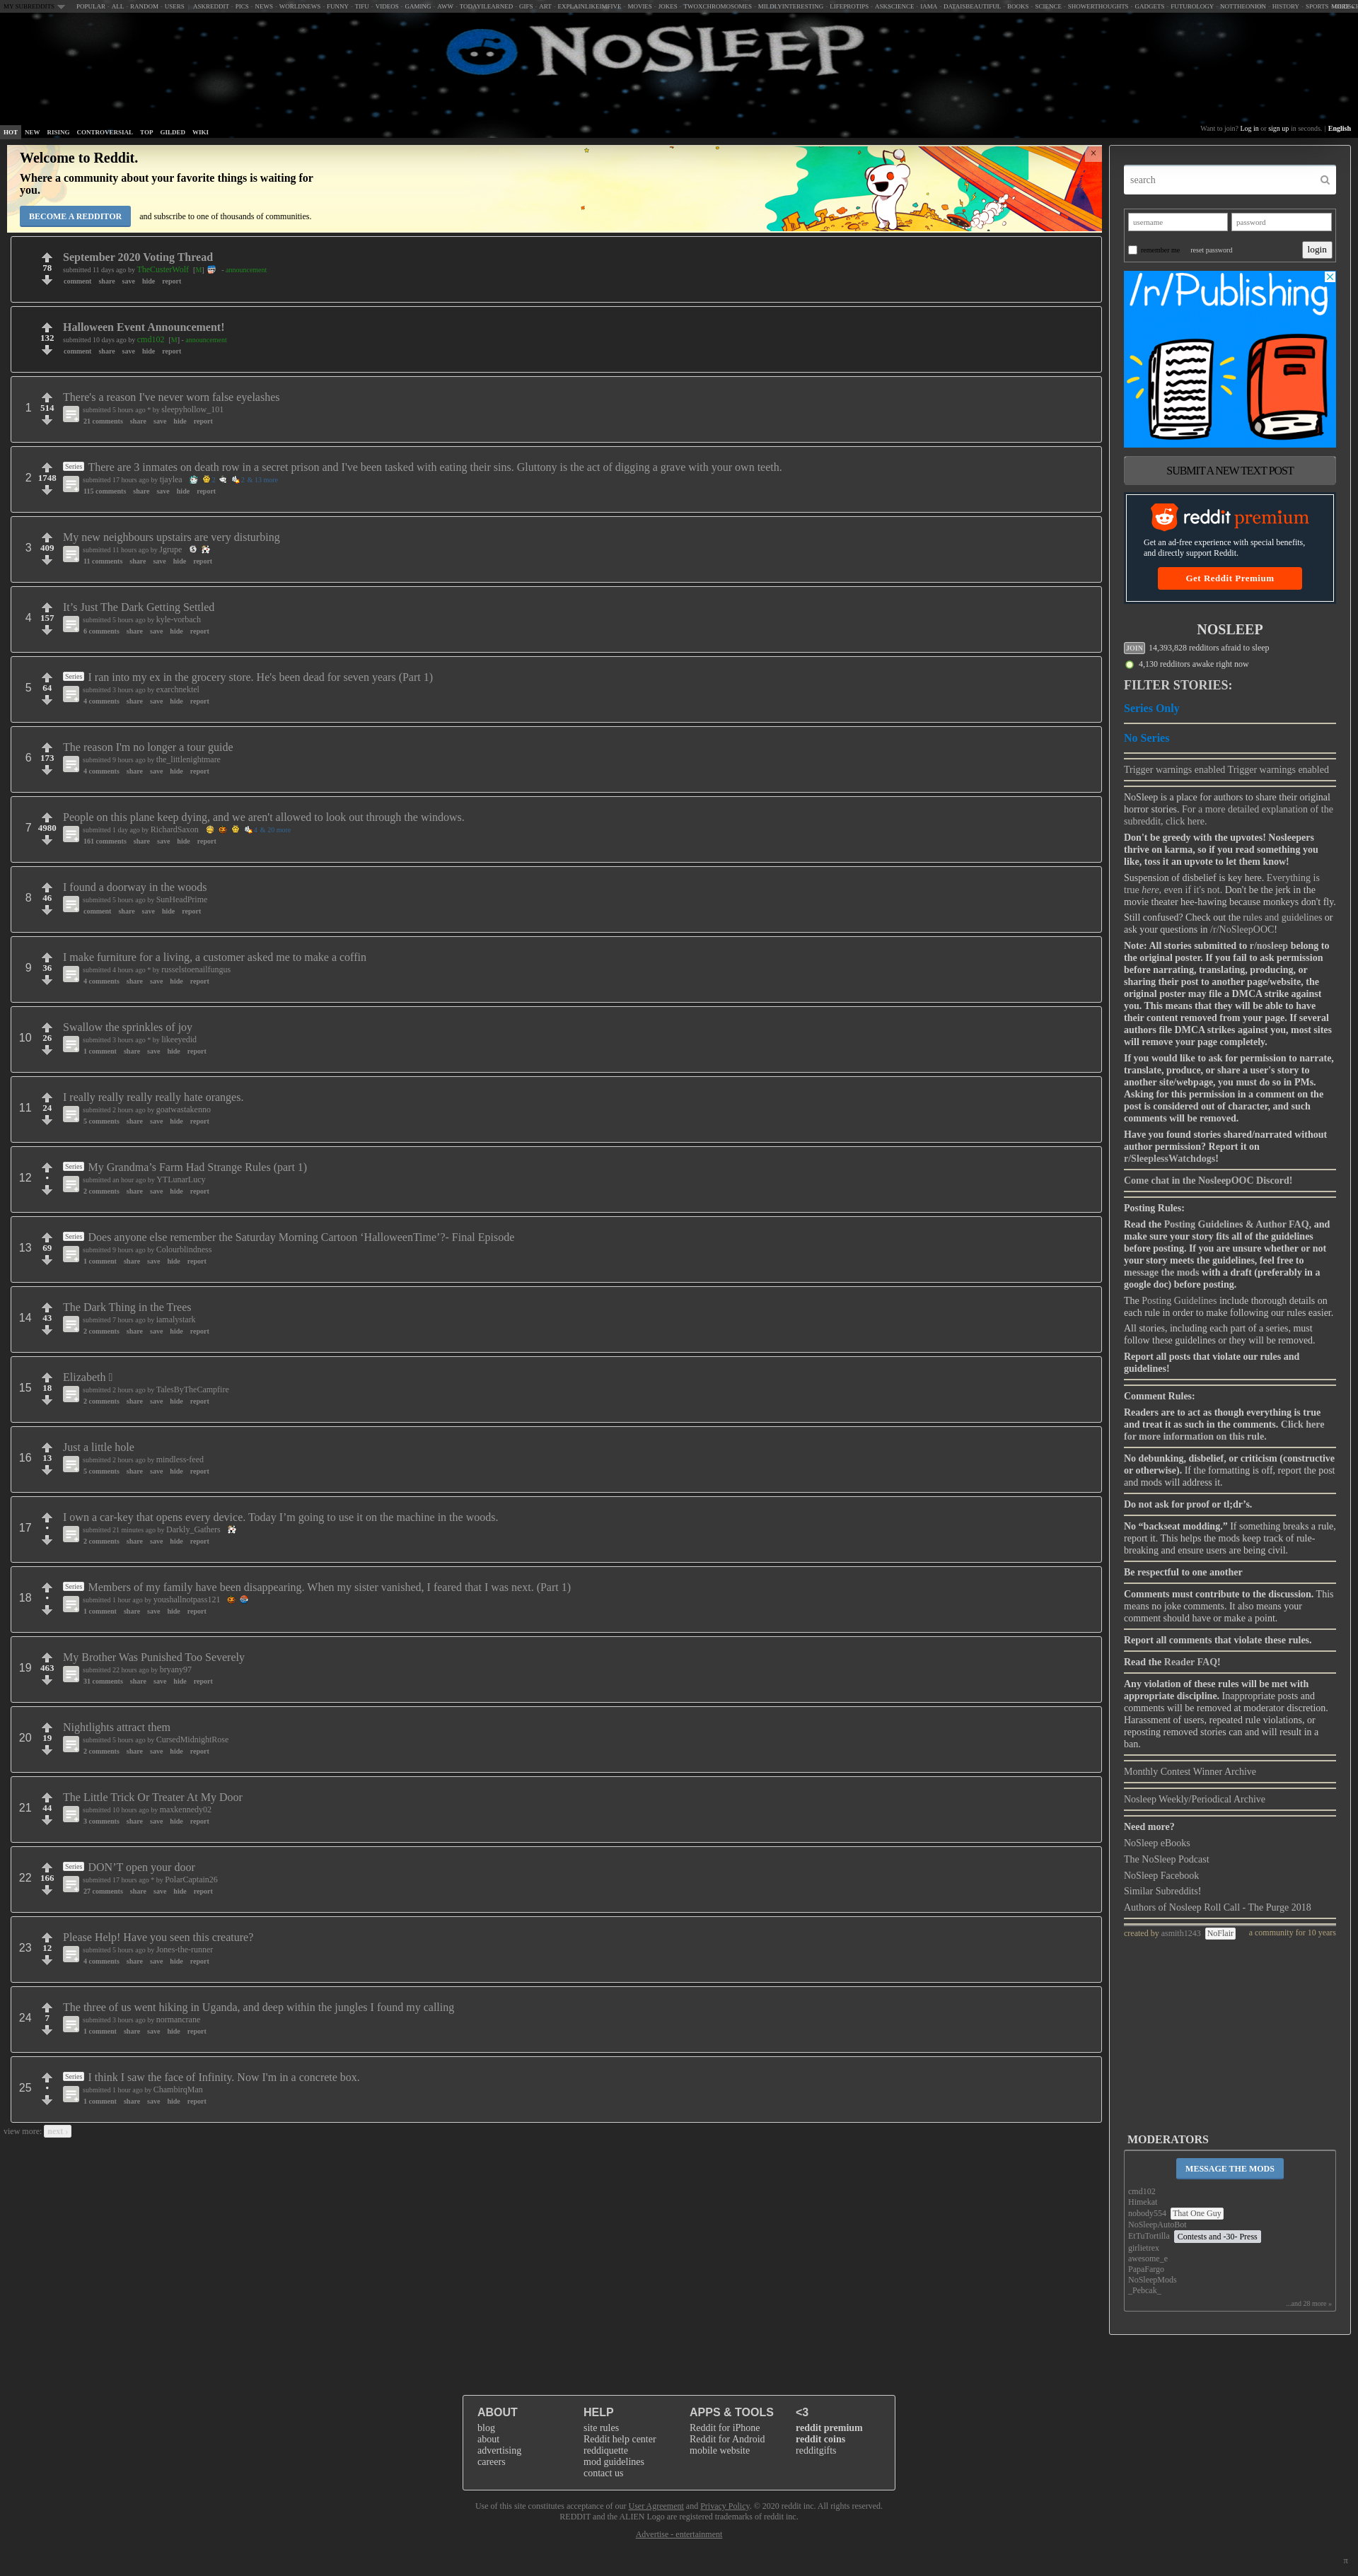 MY SUBREDDITS POPULAR - ALL - RANDOM - USERS | ASKREDDIT - PICS - NEWS - WORLDNEWS - FUNNY - TIFU - VIDEOS - GAMING - AWW - TODAYILEARNED - GIFS - ART - EXPLAINLIKEIMFIVE - MOVIES - JOKES - TWOXCHROMOSOMES - MILDLYINTERESTING - LIFEPROTIPS - ASKSCIENCE - IAMA - DATAISBEAUTIFUL - BOOKS - SCIENCE - SHOWERTHOUGHTS - GADGETS - FUTUROLOGY - NOTTHEONION - HISTORY - SPORTS
NoSleep
HOT NEW RISING CONTROVERSIAL TOP GILDED WIKI
Want to join? Log in or sign up in seconds. | English
Welcome to Reddit.
Where a community about your favorite things is waiting for you.
BECOME A REDDITOR and subscribe to one of thousands of communities.
×
78
September 2020 Voting Thread
submitted 11 days ago by TheCusterWolf [M] - announcement
comment share save hide report
132
Halloween Event Announcement!
submitted 10 days ago by cmd102 [M] - announcement
comment share save hide report
1 514
There's a reason I've never worn false eyelashes
submitted 5 hours ago * by sleepyhollow_101
21 comments share save hide report
2 1748
Series There are 3 inmates on death row in a secret prison and I've been tasked with eating their sins. Gluttony is the act of digging a grave with your own teeth.
submitted 17 hours ago by tjaylea 2 2 & 13 more
115 comments share save hide report
3 409
My new neighbours upstairs are very disturbing
submitted 11 hours ago by Jgrupe
11 comments share save hide report
4 157
It’s Just The Dark Getting Settled
submitted 5 hours ago by kyle-vorbach
6 comments share save hide report
5 64
Series I ran into my ex in the grocery store. He's been dead for seven years (Part 1)
submitted 3 hours ago by exarchnektel
4 comments share save hide report
6 173
The reason I'm no longer a tour guide
submitted 9 hours ago by the_littlenightmare
4 comments share save hide report
7 4980
People on this plane keep dying, and we aren't allowed to look out through the windows.
submitted 1 day ago by RichardSaxon 4 & 20 more
161 comments share save hide report
8 46
I found a doorway in the woods
submitted 5 hours ago by SunHeadPrime
comment share save hide report
9 36
I make furniture for a living, a customer asked me to make a coffin
submitted 4 hours ago * by russelstoenailfungus
4 comments share save hide report
10 26
Swallow the sprinkles of joy
submitted 3 hours ago * by likeeyedid
1 comment share save hide report
11 24
I really really really really hate oranges.
submitted 2 hours ago by goatwastakenno
5 comments share save hide report
12 •
Series My Grandma’s Farm Had Strange Rules (part 1)
submitted an hour ago by YTLunarLucy
2 comments share save hide report
13 69
Series Does anyone else remember the Saturday Morning Cartoon ‘HalloweenTime’?- Final Episode
submitted 9 hours ago by Colourblindness
1 comment share save hide report
14 43
The Dark Thing in the Trees
submitted 7 hours ago by iamalystark
2 comments share save hide report
15 18
Elizabeth
submitted 2 hours ago by TalesByTheCampfire
2 comments share save hide report
16 13
Just a little hole
submitted 2 hours ago by mindless-feed
5 comments share save hide report
17 •
I own a car-key that opens every device. Today I’m going to use it on the machine in the woods.
submitted 21 minutes ago by Darkly_Gathers
2 comments share save hide report
18 •
Series Members of my family have been disappearing. When my sister vanished, I feared that I was next. (Part 1)
submitted 1 hour ago by youshallnotpass121
1 comment share save hide report
19 463
My Brother Was Punished Too Severely
submitted 22 hours ago by hryany97
31 comments share save hide report
20 19
Nightlights attract them
submitted 5 hours ago by CursedMidnightRose
2 comments share save hide report
21 44
The Little Trick Or Treater At My Door
submitted 10 hours ago by maxkennedy02
3 comments share save hide report
22 166
Series DON’T open your door
submitted 17 hours ago * by PolarCaptain26
27 comments share save hide report
23 12
Please Help! Have you seen this creature?
submitted 5 hours ago by Jones-the-runner
4 comments share save hide report
24 7
The three of us went hiking in Uganda, and deep within the jungles I found my calling
submitted 3 hours ago by normancrane
1 comment share save hide report
25 •
Series I think I saw the face of Infinity. Now I'm in a concrete box.
submitted 1 hour ago by ChambirqMan
1 comment share save hide report
view more: next ›
search
username password
remember me reset password login
/r/Publishing
SUBMIT A NEW TEXT POST
reddit premium
Get an ad-free experience with special benefits, and directly support Reddit.
Get Reddit Premium
NOSLEEP
JOIN 14,393,828 redditors afraid to sleep
4,130 redditors awake right now
FILTER STORIES:
Series Only
No Series
Trigger warnings enabled Trigger warnings enabled
NoSleep is a place for authors to share their original horror stories. For a more detailed explanation of the subreddit, click here.
Don't be greedy with the upvotes! Nosleepers thrive on karma, so if you read something you like, toss it an upvote to let them know!
Suspension of disbelief is key here. Everything is true here, even if it's not. Don't be the jerk in the movie theater hee-hawing because monkeys don't fly.
Still confused? Check out the rules and guidelines or ask your questions in /r/NoSleepOOC!
Note: All stories submitted to r/nosleep belong to the original poster. If you fail to ask permission before narrating, translating, producing, or sharing their post to another page/website, the original poster may file a DMCA strike against you. This means that they will be able to have their content removed from your page. If several authors file DMCA strikes against you, most sites will remove your page completely.
If you would like to ask for permission to narrate, translate, produce, or share a user's story to another site/webpage, you must do so in PMs. Asking for this permission in a comment on the post is considered out of character, and such comments will be removed.
Have you found stories shared/narrated without author permission? Report it on r/SleeplessWatchdogs!
Come chat in the NosleepOOC Discord!
Posting Rules:
Read the Posting Guidelines & Author FAQ, and make sure your story fits all of the guidelines before posting. If you are unsure whether or not your story meets the guidelines, feel free to message the mods with a draft (preferably in a google doc) before posting.
The Posting Guidelines include thorough details on each rule in order to make following our rules easier.
All stories, including each part of a series, must follow these guidelines or they will be removed.
Report all posts that violate our rules and guidelines!
Comment Rules:
Readers are to act as though everything is true and treat it as such in the comments. Click here for more information on this rule.
No debunking, disbelief, or criticism (constructive or otherwise). If the formatting is off, report the post and mods will address it.
Do not ask for proof or tl;dr’s.
No “backseat modding.” If something breaks a rule, report it. This helps the mods keep track of rule-breaking and ensure users are being civil.
Be respectful to one another
Comments must contribute to the discussion. This means no joke comments. It also means your comment should have or make a point.
Report all comments that violate these rules.
Read the Reader FAQ!
Any violation of these rules will be met with appropriate discipline. Inappropriate posts and comments will be removed at moderator discretion. Harassment of users, repeated rule violations, or reposting removed stories can and will result in a ban.
Monthly Contest Winner Archive
Nosleep Weekly/Periodical Archive
Need more?
NoSleep eBooks
The NoSleep Podcast
NoSleep Facebook
Similar Subreddits!
Authors of Nosleep Roll Call - The Purge 2018
created by asmith1243 NoFlair a community for 10 years
MODERATORS
MESSAGE THE MODS
cmd102
Himekat
nobody554 That One Guy
NoSleepAutoBot
EtTuTortilla Contests and -30- Press
girlietrex
awesome_e
PapaFargo
NoSleepMods
_Pebcak_
...and 28 more »
ABOUT
blog
about
advertising
careers
HELP
site rules
Reddit help center
reddiquette
mod guidelines
contact us
APPS & TOOLS
Reddit for iPhone
Reddit for Android
mobile website
<3
reddit premium
reddit coins
redditgifts
Use of this site constitutes acceptance of our User Agreement and Privacy Policy. © 2020 reddit inc. All rights reserved.
REDDIT and the ALIEN Logo are registered trademarks of reddit inc.
Advertise - entertainment
π